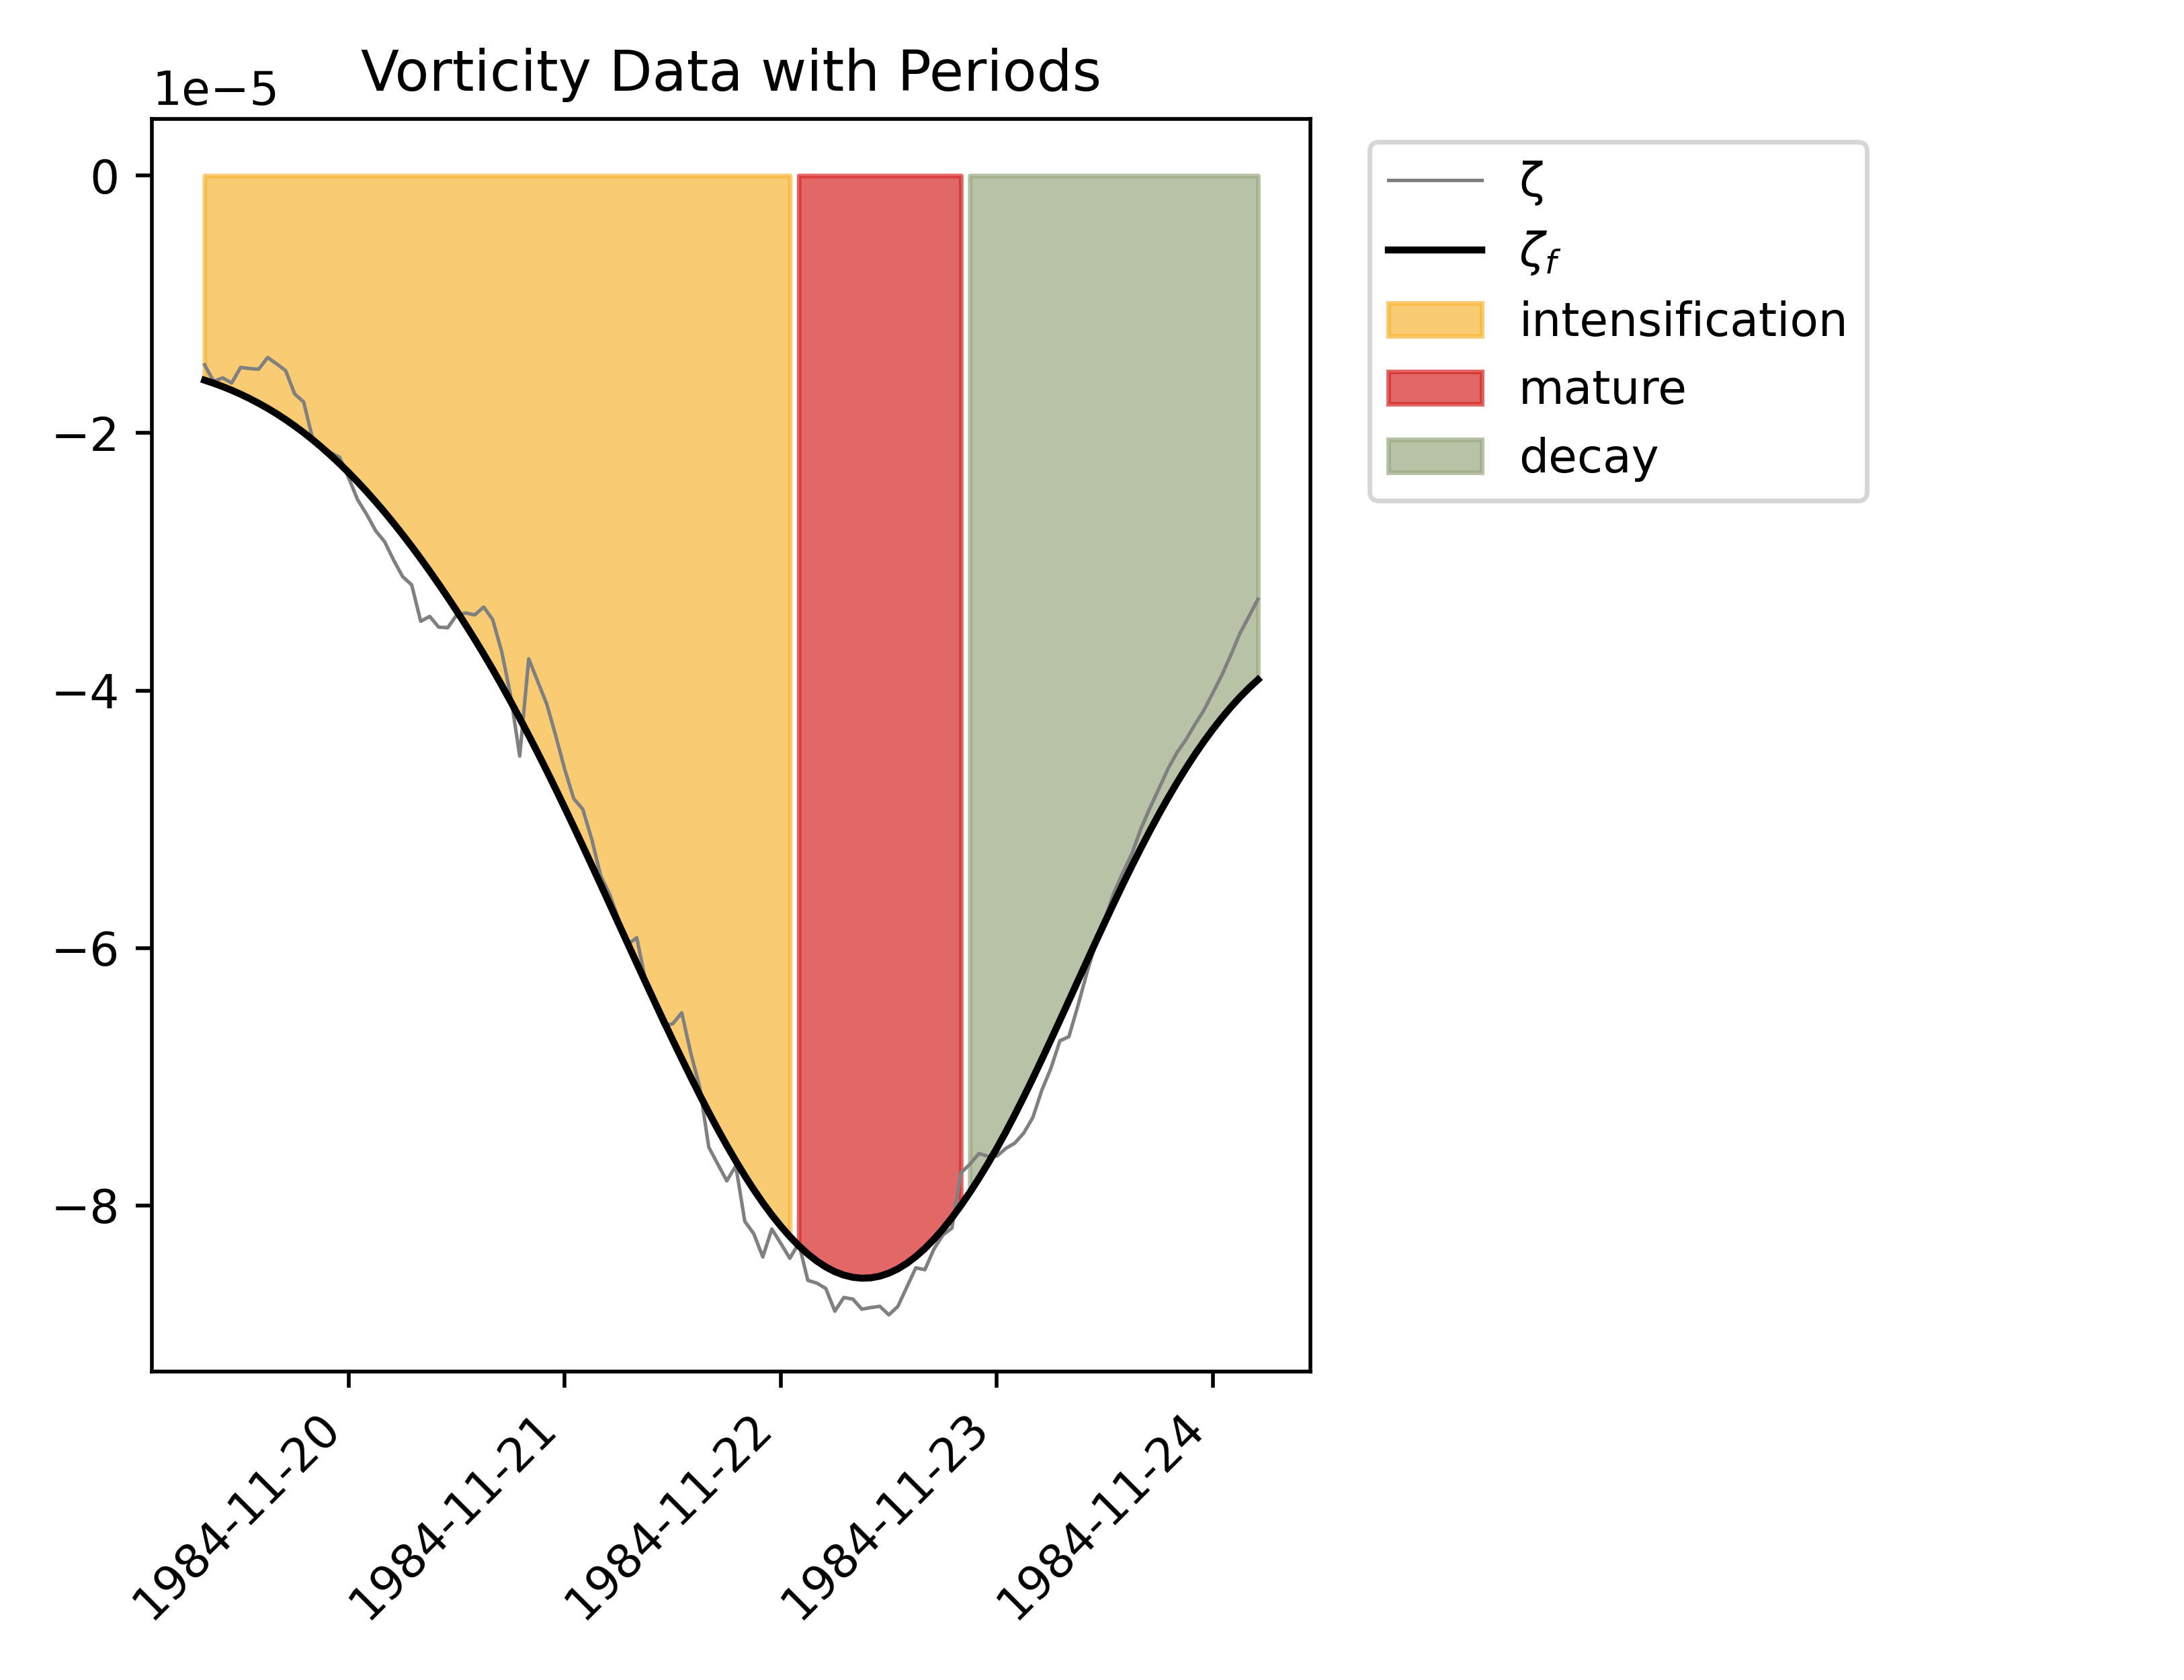 Vorticity Data with Periods
1e−5
0
−2
−4
−6
−8
1984-11-20
1984-11-21
1984-11-22
1984-11-23
1984-11-24
ζ
ζf
intensification
mature
decay